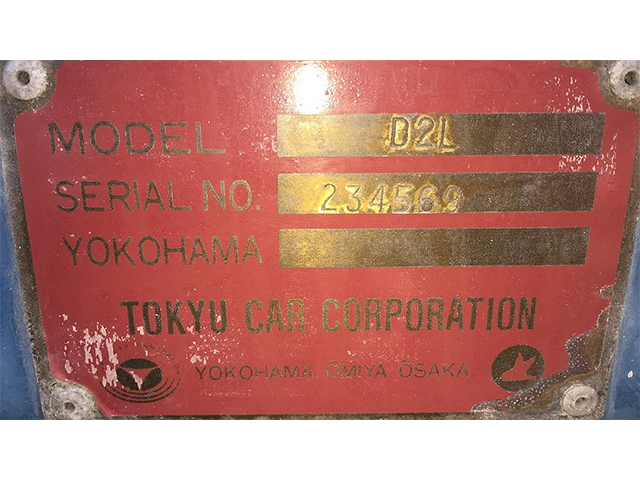 MODEL D2L
SERIAL NO. 234569
YOKOHAMA
TOKYU CAR CORPORATION
YOKOHAMA, ŌMIYA, ŌSAKA.